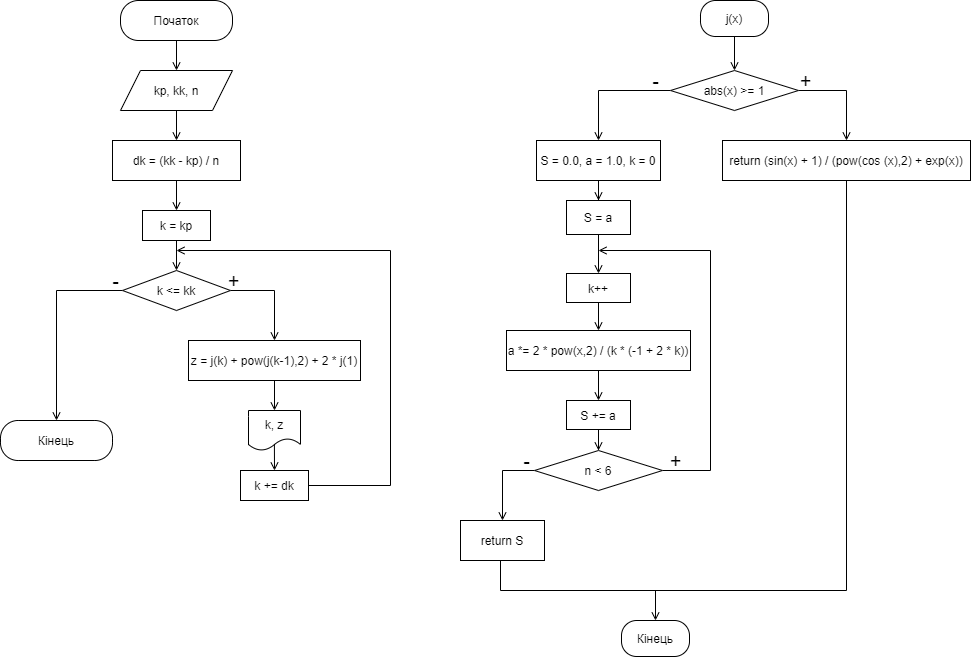 Початок
kp, kk, n
dk = (kk - kp) / n
k = kp
k <= kk
-
+
z = j(k) + pow(j(k-1),2) + 2 * j(1)
k, z
k += dk
Кінець
j(x)
abs(x) >= 1
-
+
S = 0.0, a = 1.0, k = 0
return (sin(x) + 1) / (pow(cos (x),2) + exp(x))
S = a
k++
a *= 2 * pow(x,2) / (k * (-1 + 2 * k))
S += a
n < 6
-
+
return S
Кінець